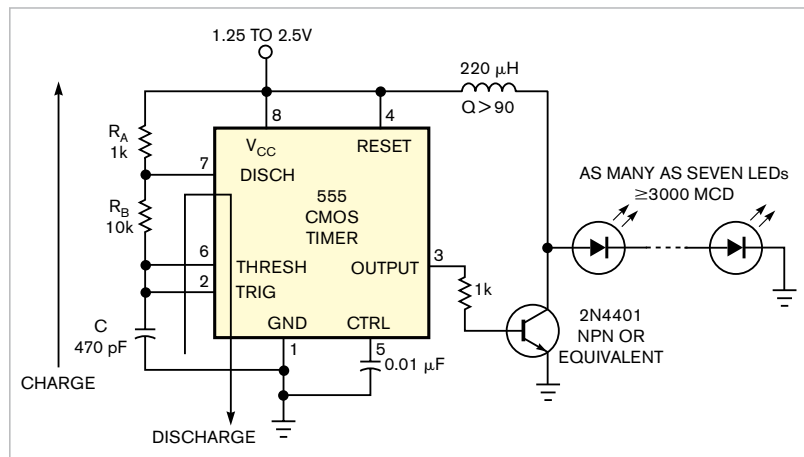 1.25 TO 2.5V
220 μH
Q>90
8
4
RA
1k
VCC
RESET
7
DISCH
AS MANY AS SEVEN LEDs
≥3000 MCD
555
CMOS
TIMER
RB
10k
6
THRESH
OUTPUT
3
2
TRIG
1k
C
470 pF
GND
CTRL
2N4401
NPN OR
EQUIVALENT
1
5
0.01 μF
CHARGE
DISCHARGE